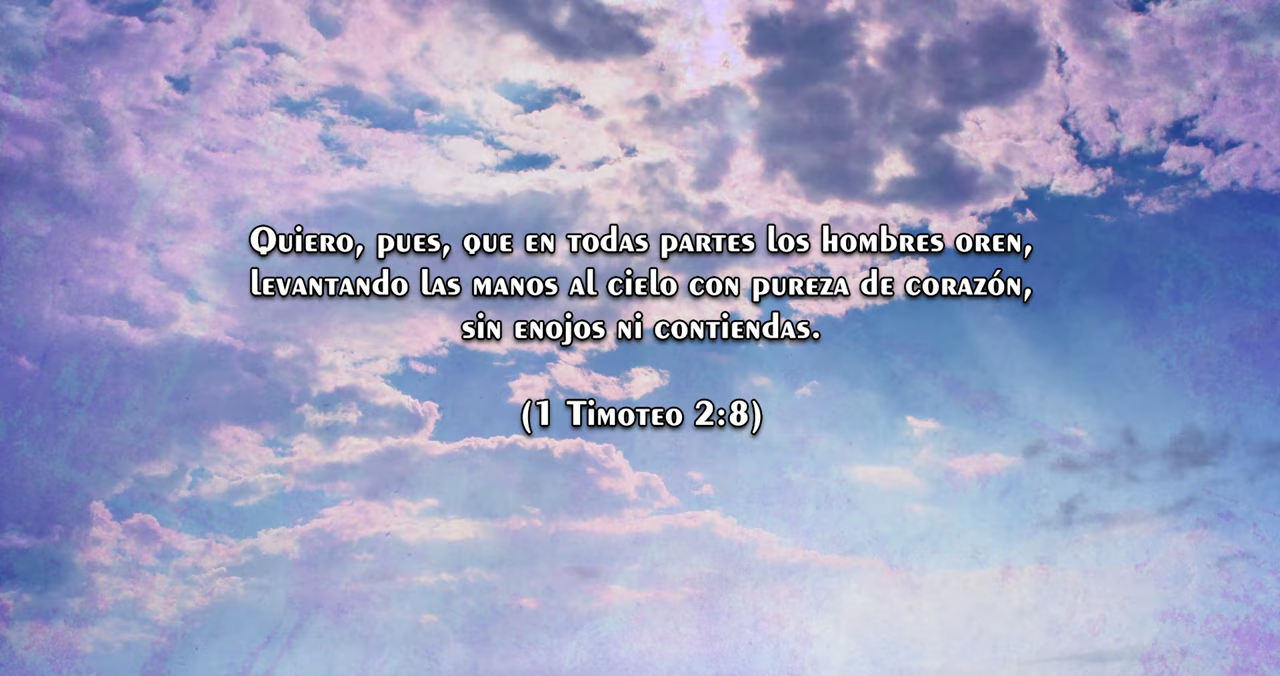 Quiero, pues, que en todas partes los hombres oren,
levantando las manos al cielo con pureza de corazón,
sin enojos ni contiendas.
(1 Timoteo 2:8)